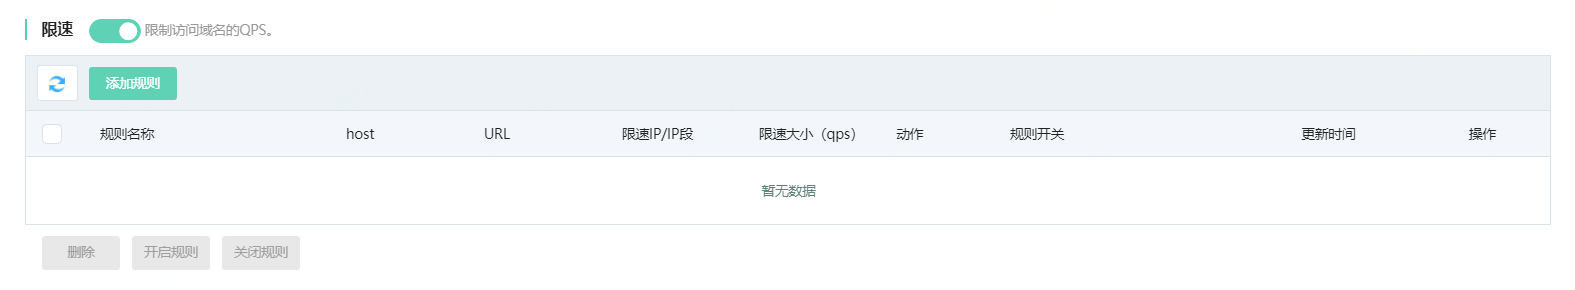 限速 限制访问域名的QPS。
添加规则
规则名称 host URL 限速IP/IP段 限速大小（qps） 动作 规则开关 更新时间 操作
暂无数据
删除 开启规则 关闭规则